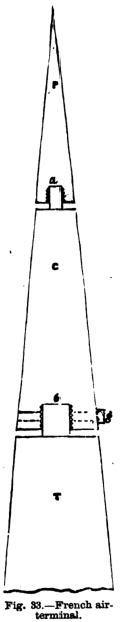 P
a
C
b
T
Fig. 33.—French air-
terminal.